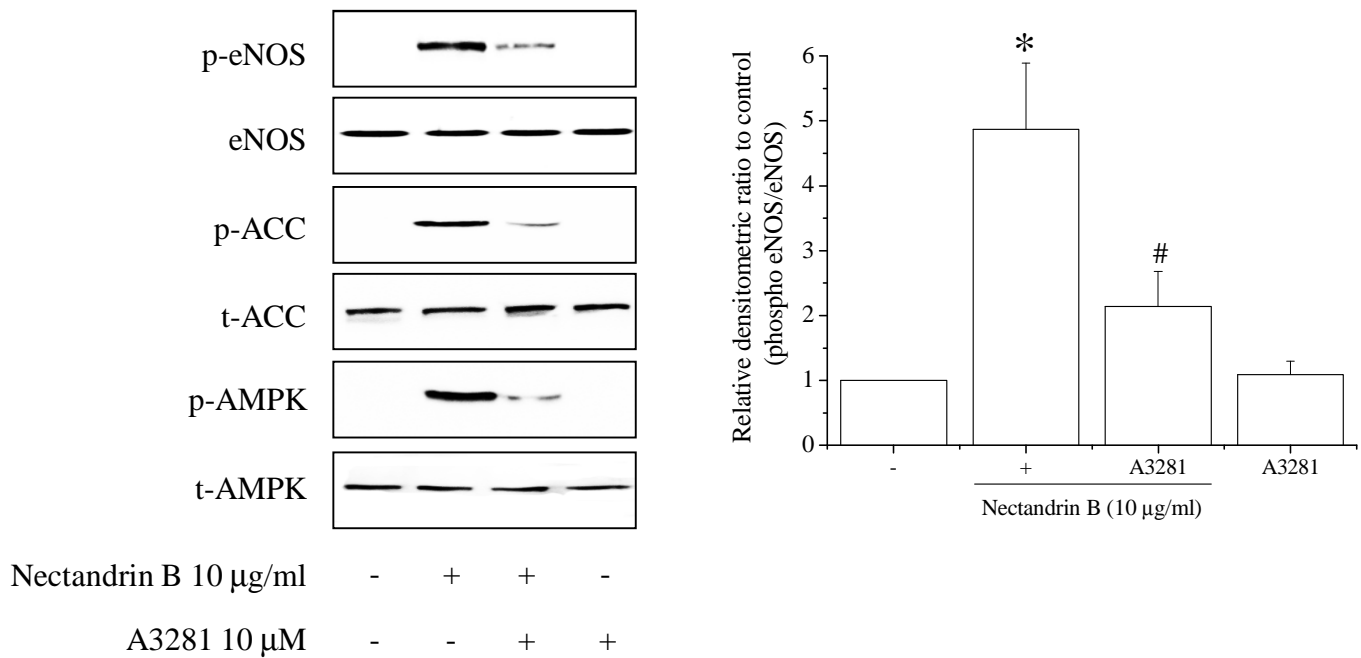 p-eNOS
eNOS
p-ACC
t-ACC
p-AMPK
t-AMPK
Nectandrin B 10 μg/ml - + + -
A3281 10 μM - - + +
Relative densitometric ratio to control
(phospho eNOS/eNOS)
6
5
4
3
2
1
0
*
#
- + A3281 A3281
Nectandrin B (10 μg/ml)